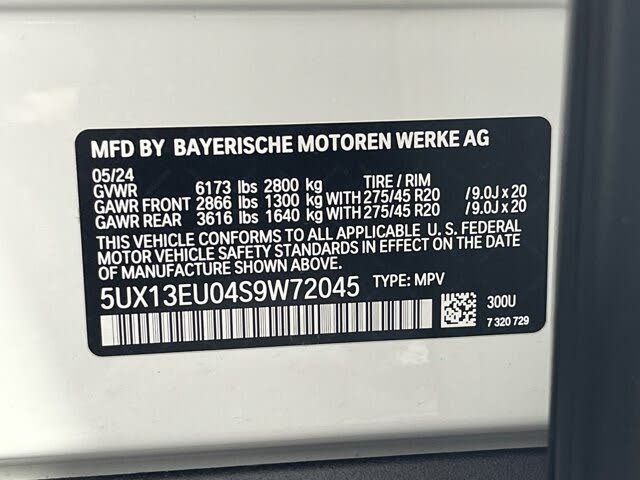 MFD BY BAYERISCHE MOTOREN WERKE AG
05/24
GVWR 6173 lbs 2800 kg TIRE / RIM
GAWR FRONT 2866 lbs 1300 kg WITH 275/45 R20 / 9.0J x 20
GAWR REAR 3616 lbs 1640 kg WITH 275/45 R20 / 9.0J x 20
THIS VEHICLE CONFORMS TO ALL APPLICABLE U. S. FEDERAL
MOTOR VEHICLE SAFETY STANDARDS IN EFFECT ON THE DATE
OF MANUFACTURE SHOWN ABOVE.
5UX13EU04S9W72045 TYPE: MPV
300U
7 320 729